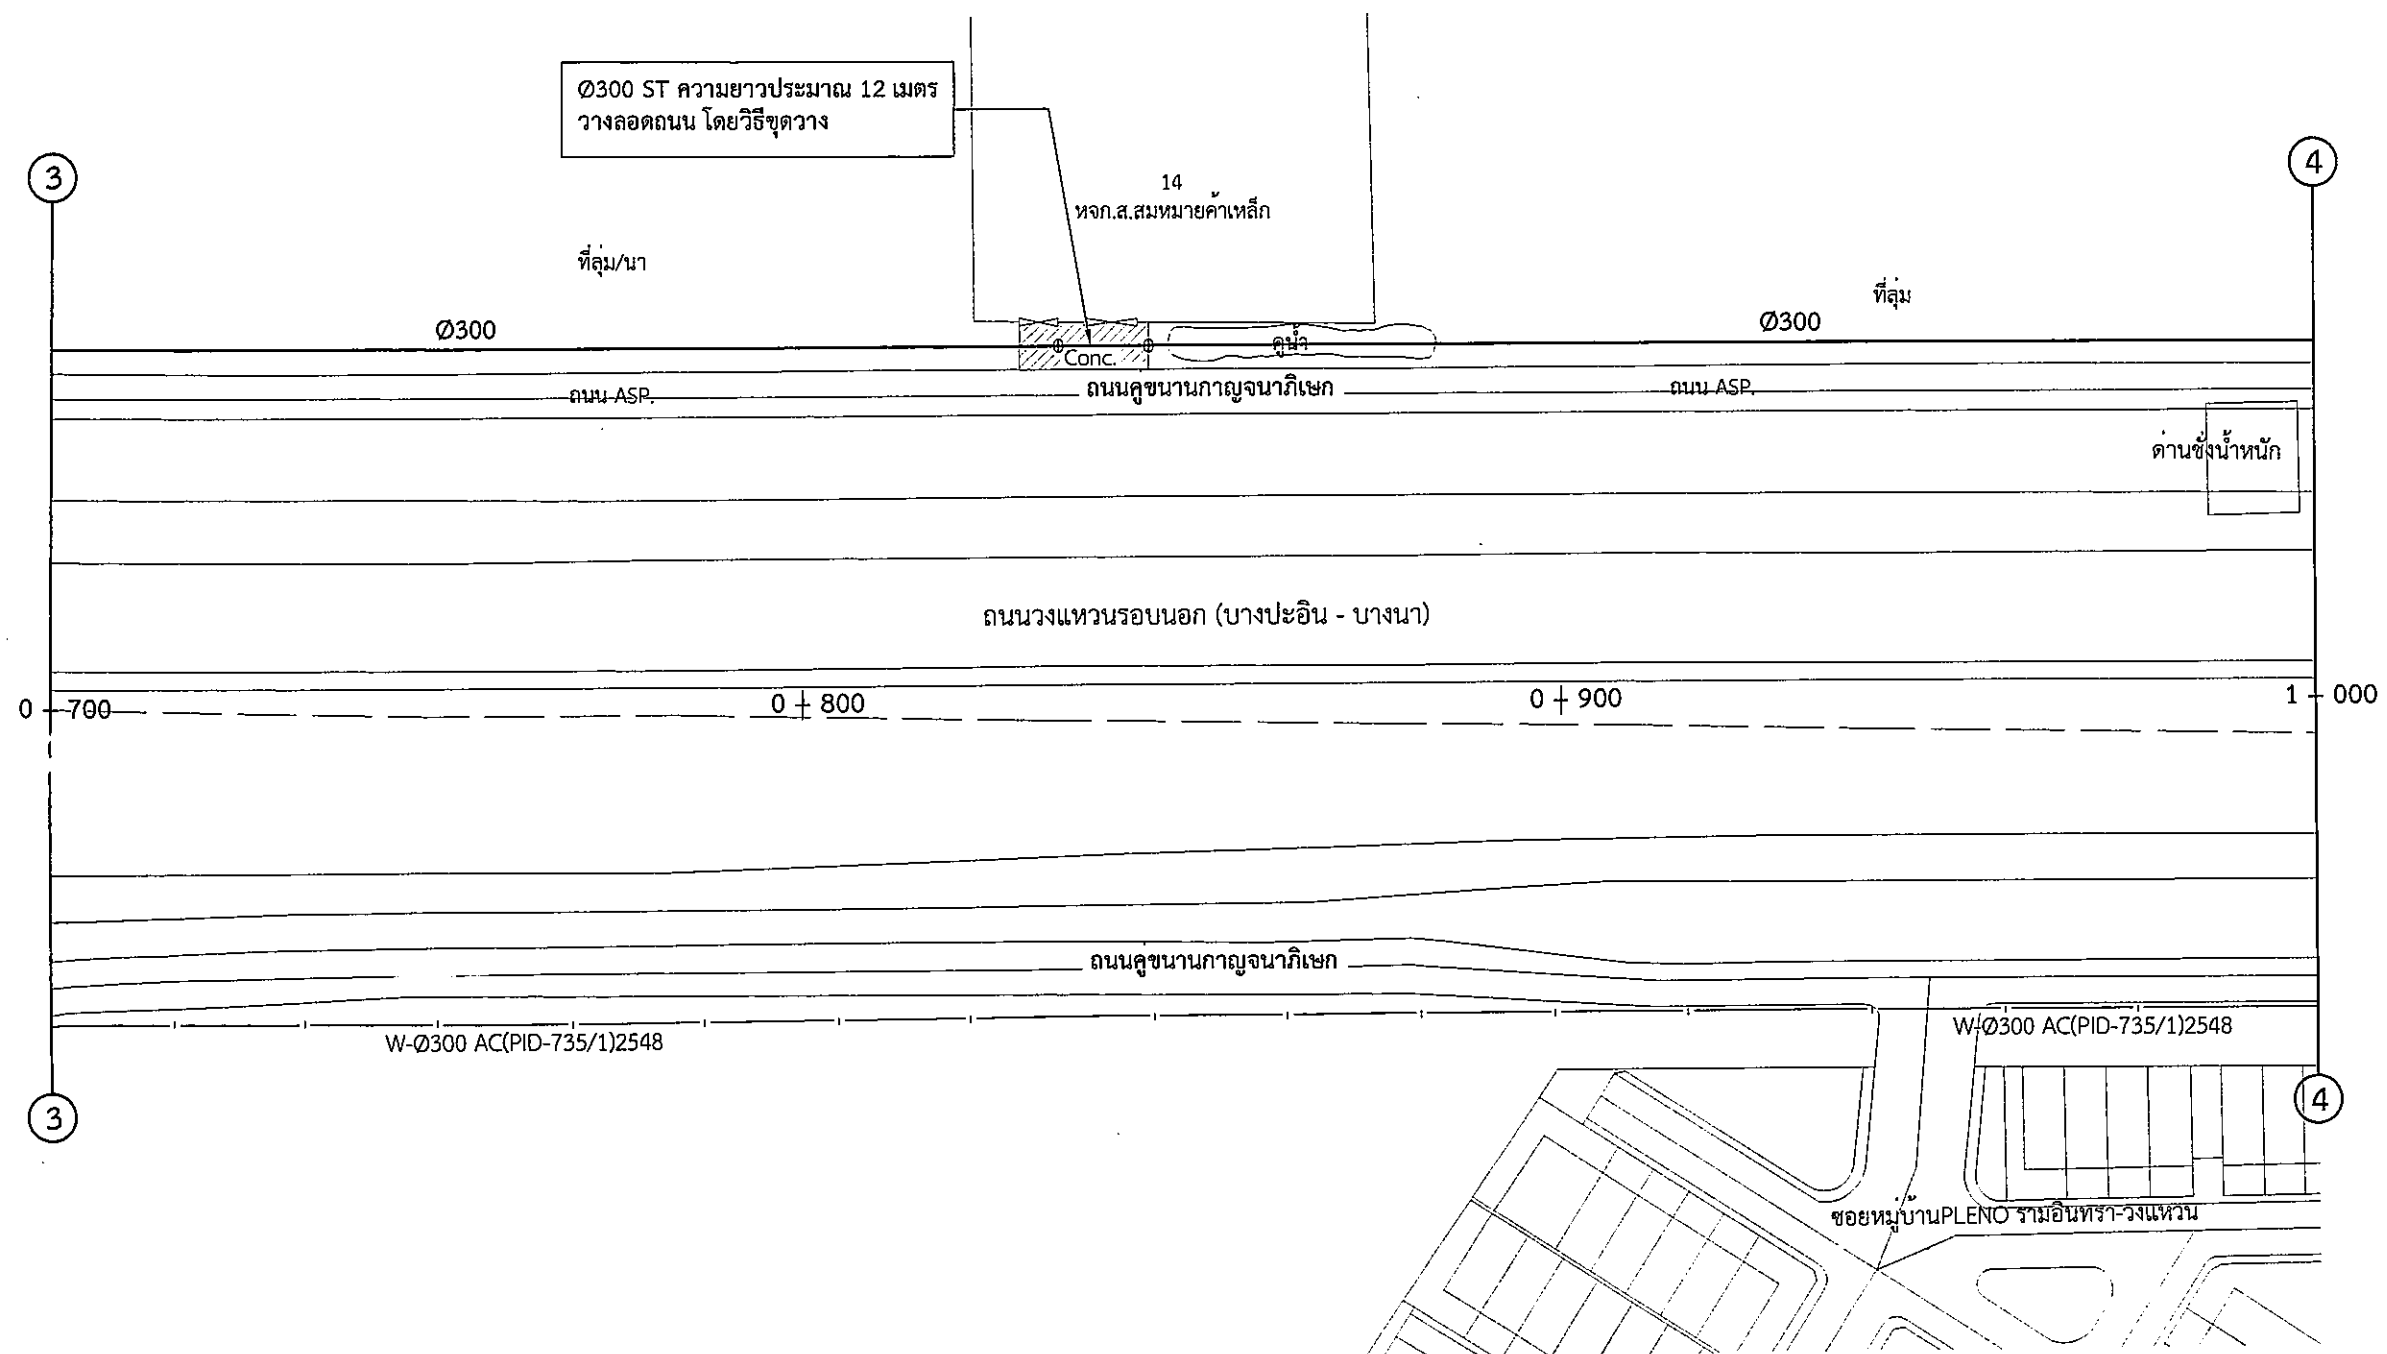 Ø300 ST ความยาวประมาณ 12 เมตร
วางลอดถนน โดยวิธีขุดวาง
3
4
14
หจก.ส.สมหมายค้าเหล็ก
ที่ลุ่ม/นา
ที่ลุ่ม
Ø300
Ø300
คูน้ำ
Conc.
ถนน ASP.
ถนนคู่ขนานกาญจนาภิเษก
ถนน ASP.
ด่านชั่งน้ำหนัก
ถนนวงแหวนรอบนอก (บางปะอิน - บางนา)
0 + 700
0 + 800
0 + 900
1 + 000
ถนนคู่ขนานกาญจนาภิเษก
W-Ø300 AC(PID-735/1)2548
W-Ø300 AC(PID-735/1)2548
3
4
ซอยหมู่บ้านPLENO รามอินทรา-วงแหวน